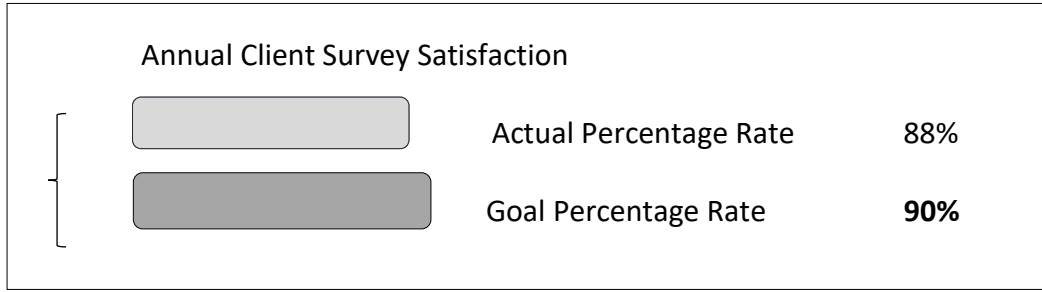 Annual Client Survey Satisfaction
Actual Percentage Rate 88%
Goal Percentage Rate 90%